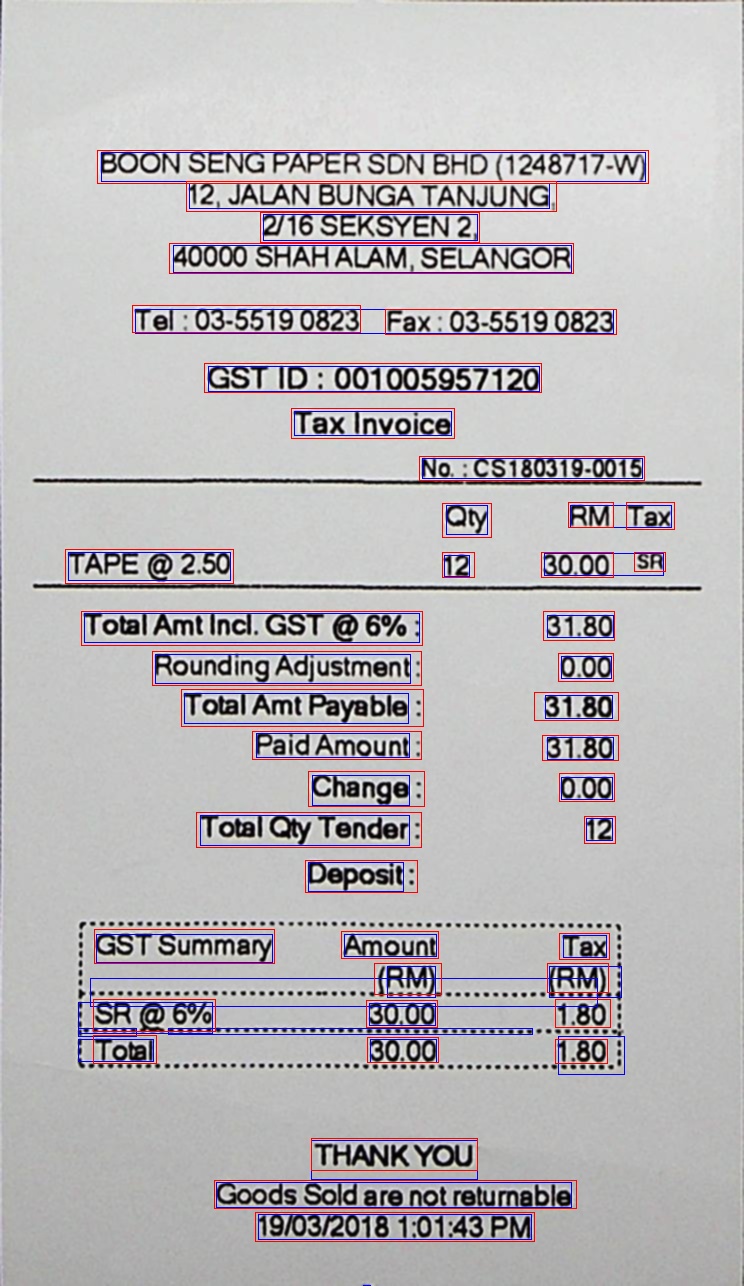 BOON SENG PAPER SDN BHD (1248717-W)
12, JALAN BUNGA TANJUNG,
2/16 SEKSYEN 2,
40000 SHAH ALAM, SELANGOR
Tel : 03-5519 0823 Fax : 03-5519 0823
GST ID : 001005957120
Tax Invoice
No. : CS180319-0015
Qty RM Tax
TAPE @ 2.50 12 30.00 SR
Total Amt Incl. GST @ 6% : 31.80
Rounding Adjustment : 0.00
Total Amt Payable : 31.80
Paid Amount : 31.80
Change : 0.00
Total Qty Tender : 12
Deposit :
GST Summary Amount Tax
(RM) (RM)
SR @ 6% 30.00 1.80
Total 30.00 1.80
THANK YOU
Goods Sold are not returnable
19/03/2018 1:01:43 PM